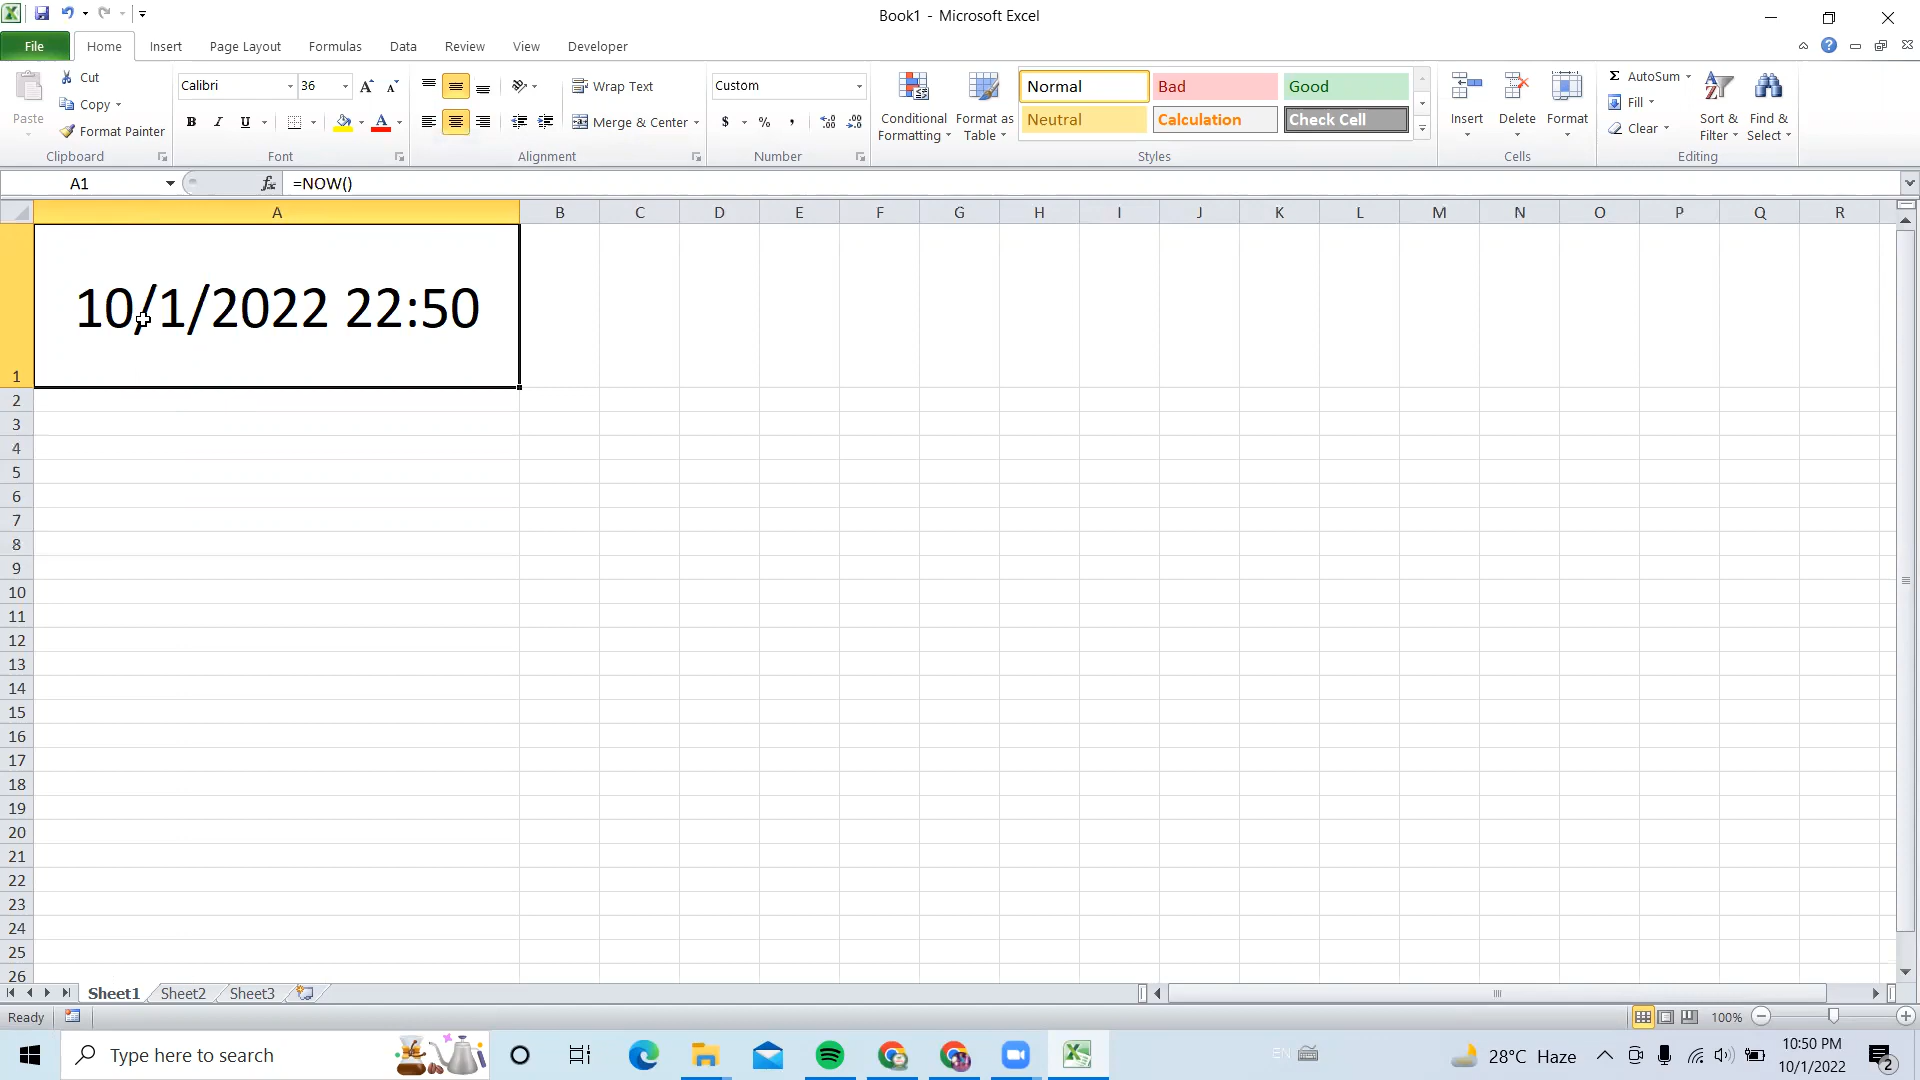 Book1 - Microsoft Excel
File Home Insert Page Layout Formulas Data Review View Developer
Paste
Cut
Copy
Format Painter
Clipboard
Calibri 36
B I U A
Font
Wrap Text
Merge & Center
Alignment
Custom
$ % ,
Number
Conditional Formatting
Format as Table
Normal Bad Good
Neutral Calculation Check Cell
Styles
Insert Delete Format
Cells
Σ AutoSum
Fill
Clear
Sort & Filter
Find & Select
Editing
A1 fx =NOW()
A B C D E F G H I J K L M N O P Q R
10/1/2022 22:50
1
2
3
4
5
6
7
8
9
10
11
12
13
14
15
16
17
18
19
20
21
22
23
24
25
26
Sheet1 Sheet2 Sheet3
Ready 100%
Type here to search
EN
28°C Haze
10:50 PM
10/1/2022
2